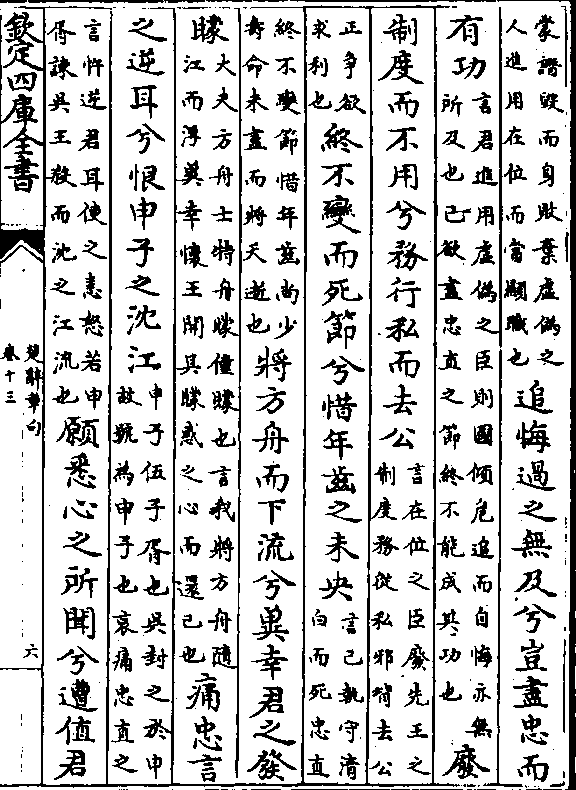 蒙譖毀而身敗棄虛偽之
人進用在位而當顯職也
追悔過之無及兮豈盡忠而
有功
言君進用虛偽之臣則國傾危追而自悔亦無
所及也已欲盡忠直之節終不能成其功也
廢
制度而不用兮務行私而去公
言在位之臣廢先王之
制度務從私邪背去公
正爭欲
求利也
終不變而死節兮惜年齒之未央
言己執守清
白而死忠直
終不變節惜年齒尚少
壽命未盡而將夭逝也
將方舟而下流兮冀幸君之發
矇
大夫方舟士特舟矇僮矇也言我將方舟隨
江而浮冀幸懷王開其矇惑之心而還己也
痛忠言
之逆耳兮恨申子之沈江
申子伍子胥也吳封之於申
故號為申子也哀痛忠直之
言忤逆君耳使之恚怒若申
胥諫吳王殺而沈之江流也
願悉心之所聞兮遭值君
欽定四庫全書
楚辭章句
卷十三
六